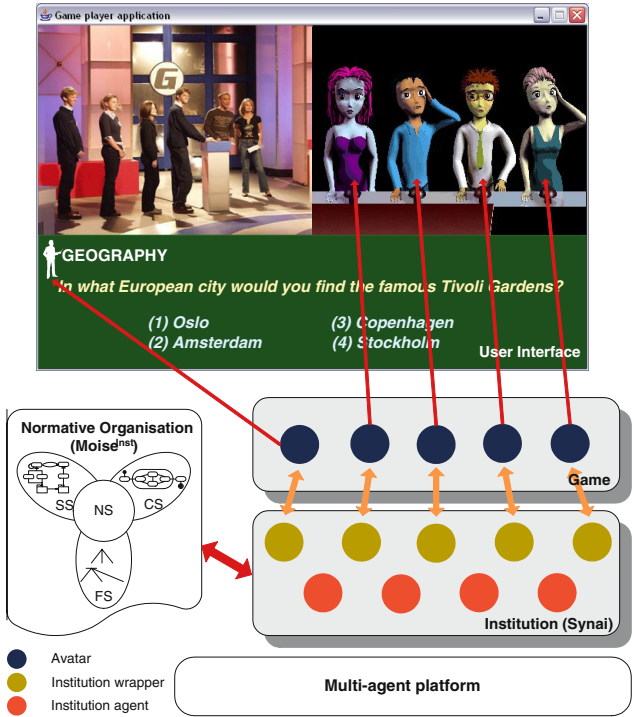 Game player application
G
GEOGRAPHY
In what European city would you find the famous Tivoli Gardens?
(1) Oslo
(3) Copenhagen
(2) Amsterdam
(4) Stockholm
User Interface
Normative Organisation
(Moise^Inst)
SS
NS
CS
FS
Game
Institution (Synai)
Avatar
Institution wrapper
Institution agent
Multi-agent platform